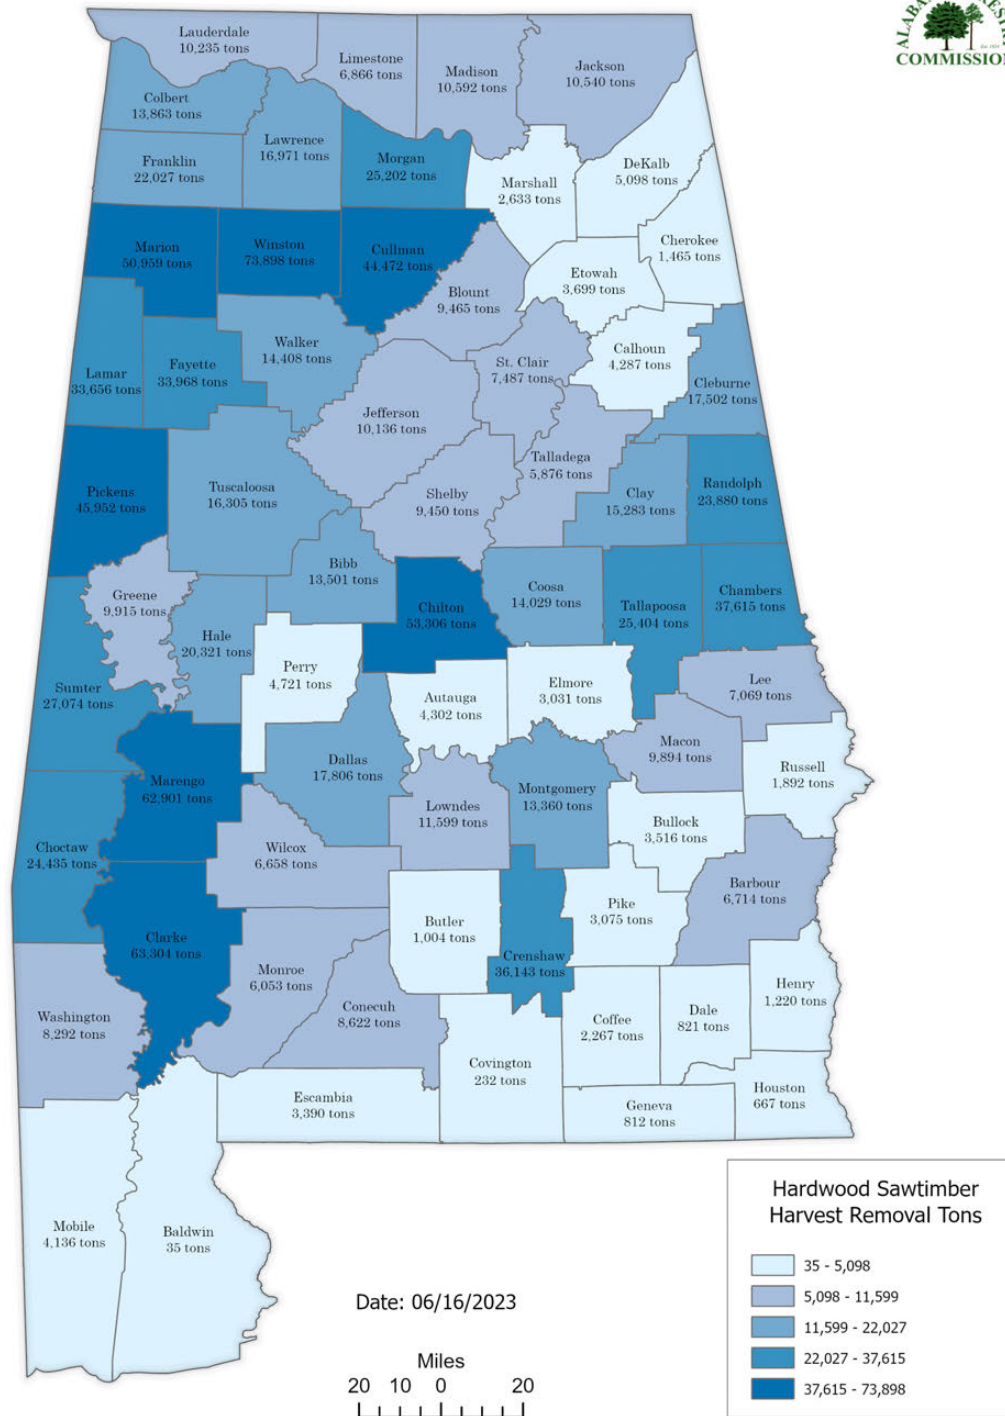 ALABAMA FORESTRY
COMMISSION
Lauderdale
10,235 tons
Limestone
6,866 tons
Madison
10,592 tons
Jackson
10,540 tons
Colbert
13,863 tons
Lawrence
16,971 tons
Franklin
22,027 tons
Morgan
25,202 tons
Marshall
2,633 tons
DeKalb
5,098 tons
Cherokee
1,465 tons
Marion
50,959 tons
Winston
73,898 tons
Cullman
44,472 tons
Etowah
3,699 tons
Blount
9,465 tons
Walker
14,408 tons
Calhoun
4,287 tons
St. Clair
7,487 tons
Lamar
33,656 tons
Fayette
33,968 tons
Cleburne
17,502 tons
Jefferson
10,136 tons
Talladega
5,876 tons
Pickens
45,952 tons
Tuscaloosa
16,305 tons
Shelby
9,450 tons
Clay
15,283 tons
Randolph
23,880 tons
Bibb
13,501 tons
Greene
9,915 tons
Chilton
53,306 tons
Coosa
14,029 tons
Tallapoosa
25,404 tons
Chambers
37,615 tons
Hale
20,321 tons
Perry
4,721 tons
Sumter
27,074 tons
Autauga
4,302 tons
Elmore
3,031 tons
Lee
7,069 tons
Macon
9,894 tons
Dallas
17,806 tons
Russell
1,892 tons
Marengo
62,901 tons
Montgomery
13,360 tons
Lowndes
11,599 tons
Bullock
3,516 tons
Choctaw
24,435 tons
Wilcox
6,658 tons
Barbour
6,714 tons
Pike
3,075 tons
Butler
1,004 tons
Clarke
63,304 tons
Crenshaw
36,143 tons
Monroe
6,053 tons
Henry
1,220 tons
Conecuh
8,622 tons
Washington
8,292 tons
Coffee
2,267 tons
Dale
821 tons
Covington
232 tons
Houston
667 tons
Escambia
3,390 tons
Geneva
812 tons
Mobile
4,136 tons
Baldwin
35 tons
Hardwood Sawtimber
Harvest Removal Tons
35 - 5,098
5,098 - 11,599
11,599 - 22,027
22,027 - 37,615
37,615 - 73,898
Date: 06/16/2023
Miles
20 10 0 20